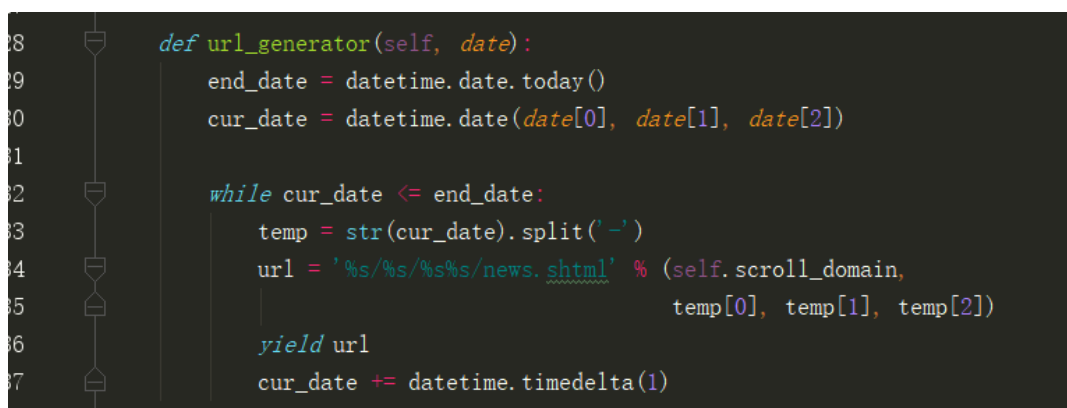 28 def url_generator(self, date):
29 end_date = datetime.date.today()
30 cur_date = datetime.date(date[0], date[1], date[2])
31
32 while cur_date <= end_date:
33 temp = str(cur_date).split('-')
34 url = '%s/%s/%s%s/news.shtml' % (self.scroll_domain,
35 temp[0], temp[1], temp[2])
36 yield url
37 cur_date += datetime.timedelta(1)